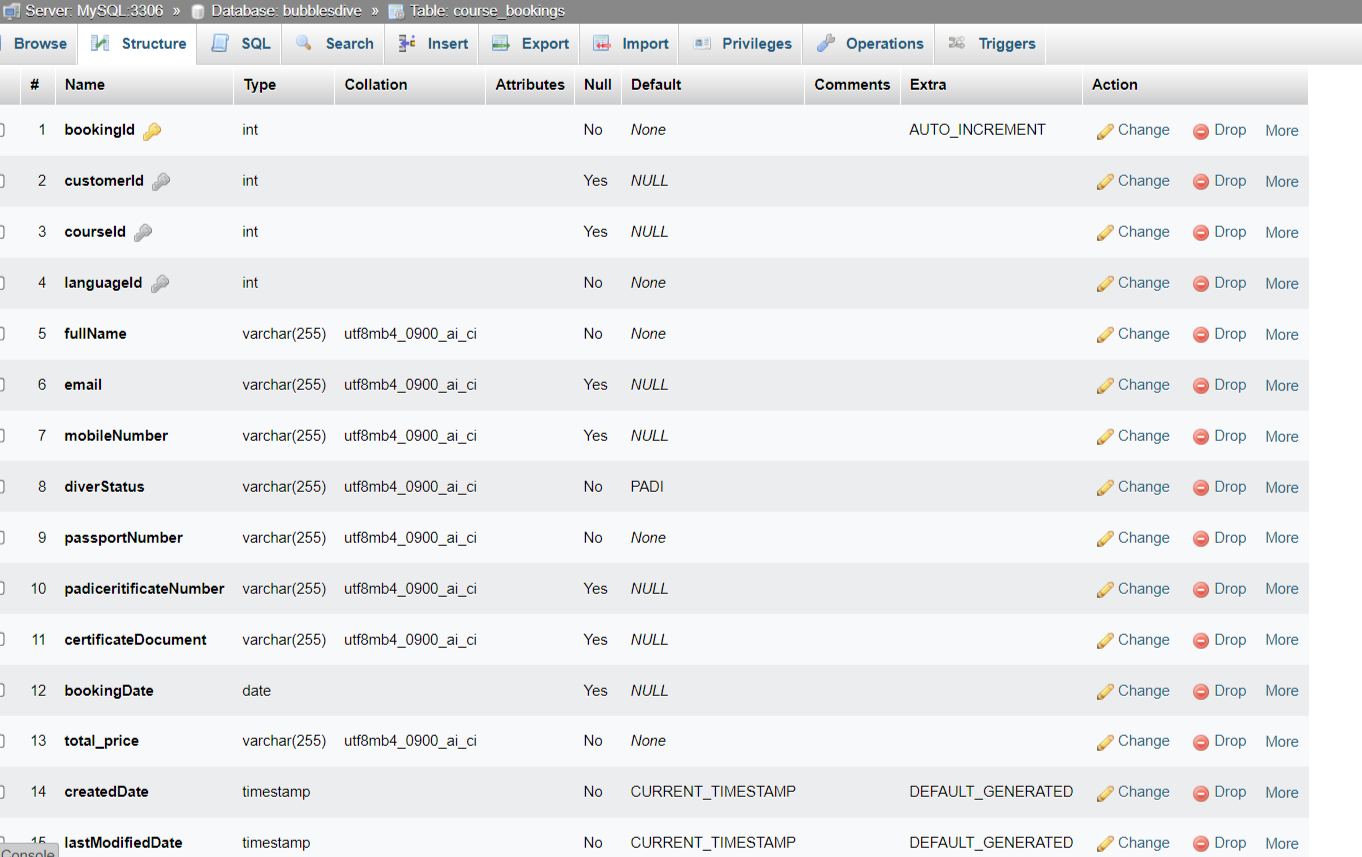 Server: MySQL:3306 » Database: bubblesdive » Table: course_bookings
Browse Structure SQL Search Insert Export Import Privileges Operations Triggers
# Name Type Collation Attributes Null Default Comments Extra Action
1 bookingId int No None AUTO_INCREMENT Change Drop More
2 customerId int Yes NULL Change Drop More
3 courseId int Yes NULL Change Drop More
4 languageId int No None Change Drop More
5 fullName varchar(255) utf8mb4_0900_ai_ci No None Change Drop More
6 email varchar(255) utf8mb4_0900_ai_ci Yes NULL Change Drop More
7 mobileNumber varchar(255) utf8mb4_0900_ai_ci Yes NULL Change Drop More
8 diverStatus varchar(255) utf8mb4_0900_ai_ci No PADI Change Drop More
9 passportNumber varchar(255) utf8mb4_0900_ai_ci No None Change Drop More
10 padiceritificateNumber varchar(255) utf8mb4_0900_ai_ci Yes NULL Change Drop More
11 certificateDocument varchar(255) utf8mb4_0900_ai_ci Yes NULL Change Drop More
12 bookingDate date Yes NULL Change Drop More
13 total_price varchar(255) utf8mb4_0900_ai_ci No None Change Drop More
14 createdDate timestamp No CURRENT_TIMESTAMP DEFAULT_GENERATED Change Drop More
15 lastModifiedDate timestamp No CURRENT_TIMESTAMP DEFAULT_GENERATED Change Drop More
Console